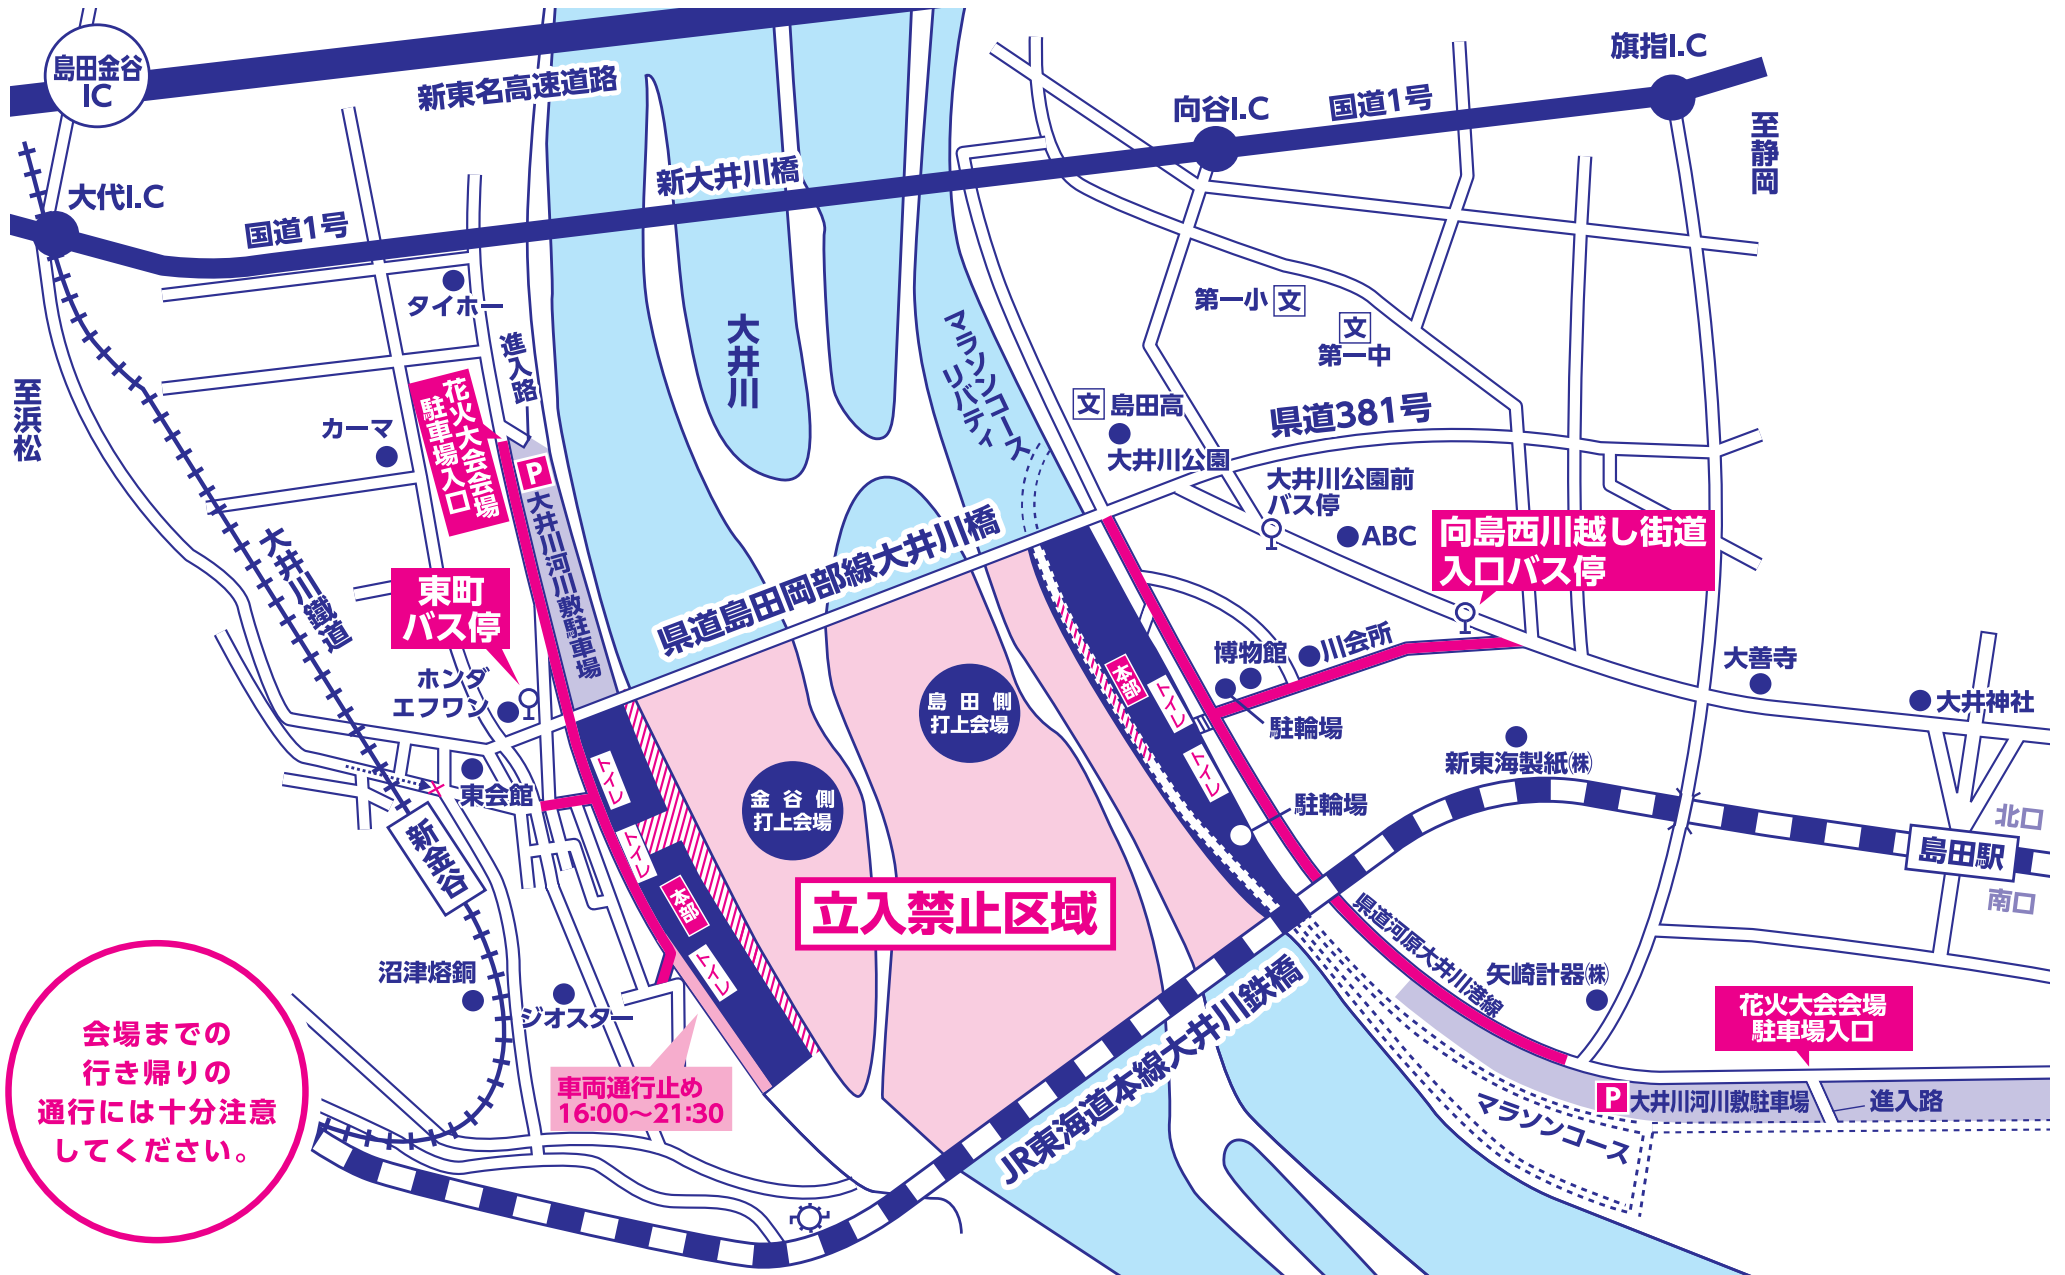 島田金谷
IC
新東名高速道路
旗指I.C
向谷I.C
国道1号
至静岡
新大井川橋
大代I.C
国道1号
タイホー
進入路
大井川
リバティ
マラソンコース
第一小
文
文
第一中
至浜松
花火大会会場
駐車場入口
カーマ
文
島田高
県道381号
大井川公園
大井川公園前
バス停
P
大井川河川敷駐車場
ABC
向島西川越し街道
入口バス停
大井川鐵道
県道島田岡部線大井川橋
東町
バス停
博物館
川会所
大善寺
ホンダ
エフワン
本部
トイレ
島田側
打上会場
大井神社
駐輪場
新東海製紙㈱
トイレ
トイレ
金谷側
打上会場
駐輪場
東会館
北口
新金谷
トイレ
島田駅
南口
本部
立入禁止区域
県道河原大井川港線
トイレ
沼津熔銅
ジオスター
矢崎計器㈱
花火大会会場
駐車場入口
会場までの
行き帰りの
通行には十分注意
してください。
車両通行止め
16:00〜21:30
JR東海道本線大井川鉄橋
P
大井川河川敷駐車場
進入路
マラソンコース